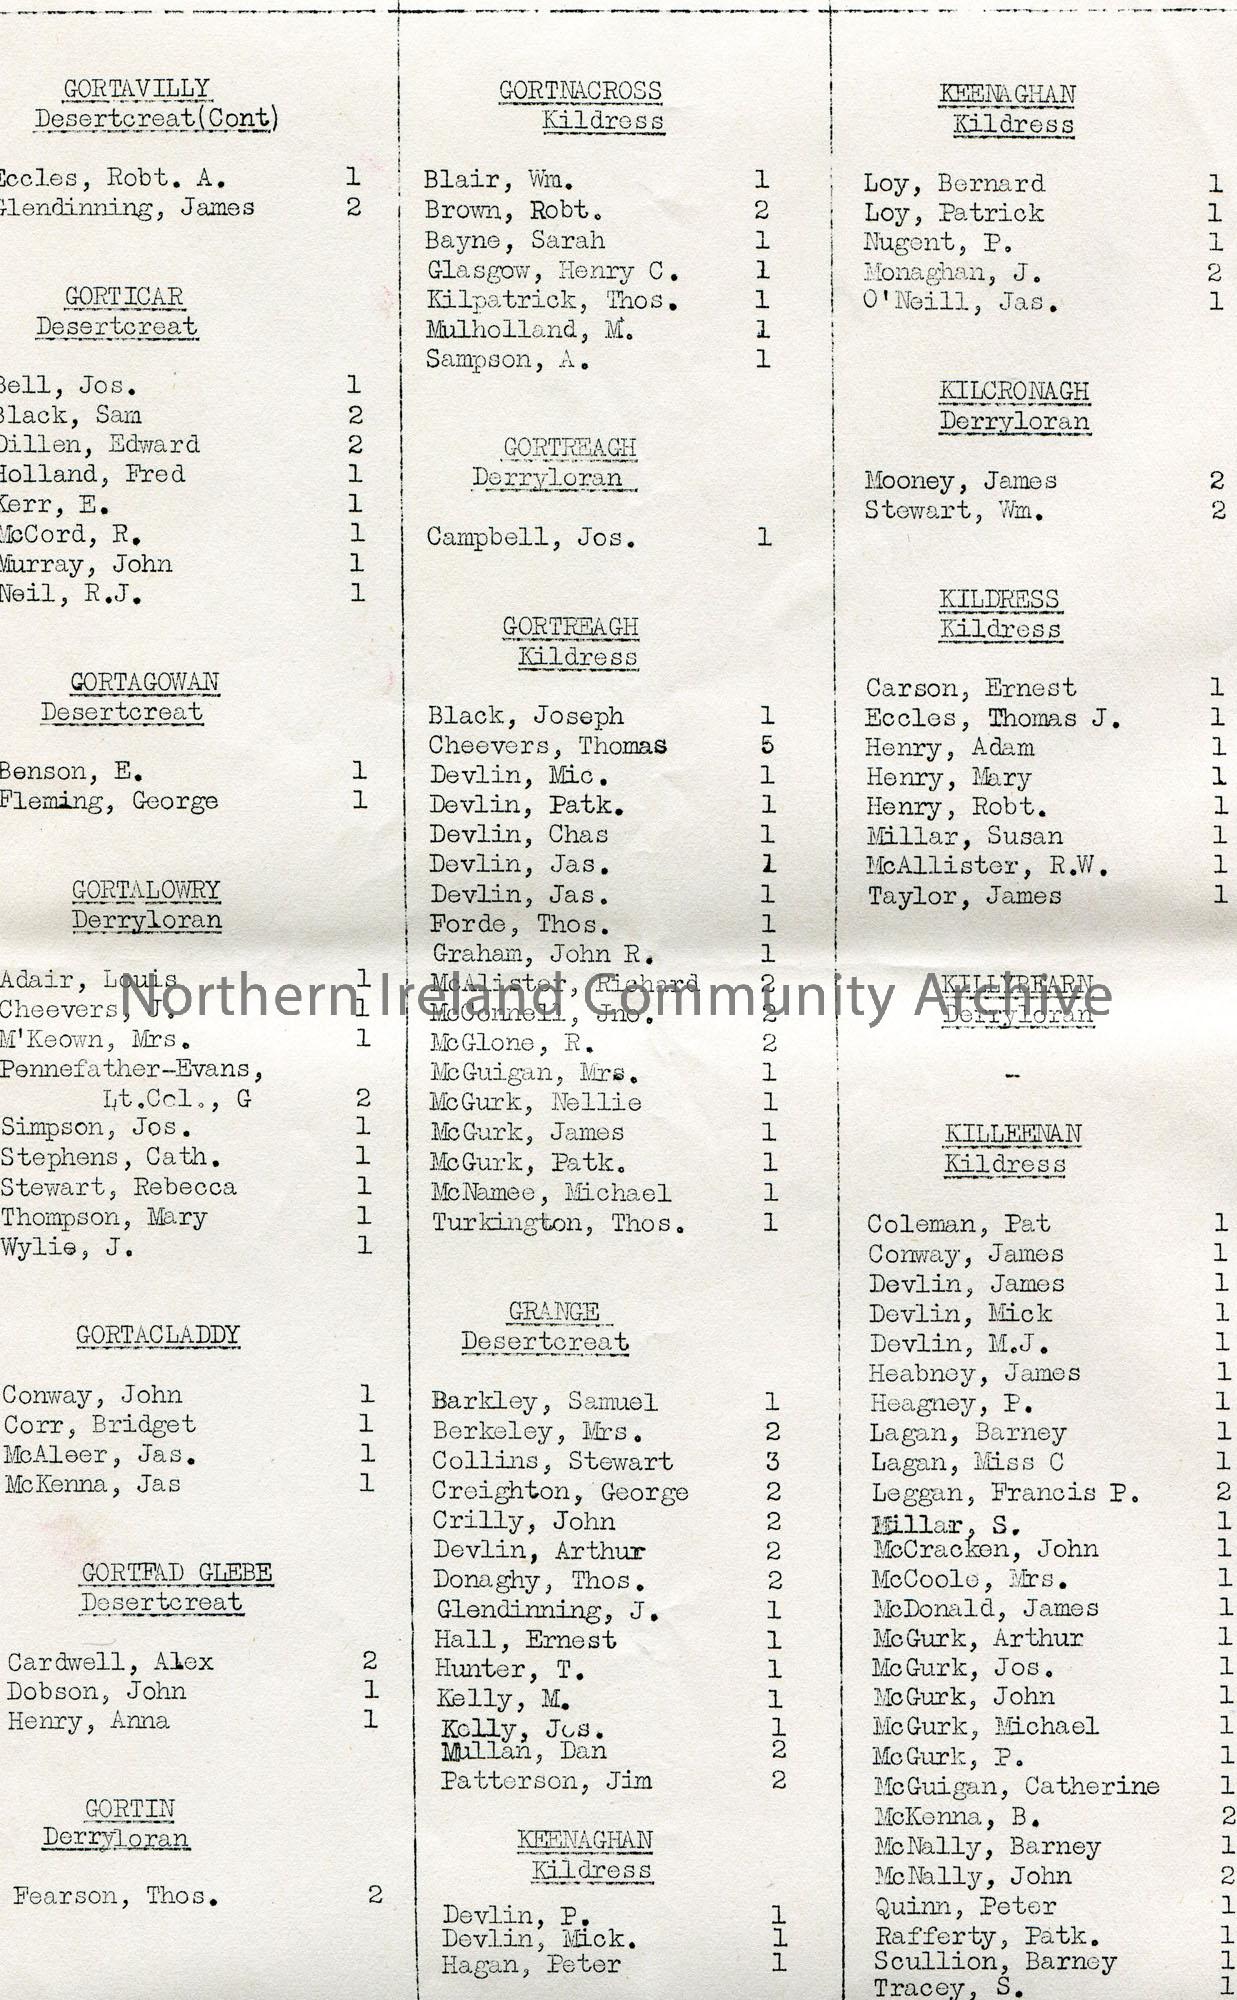 GORTAVILLY
Desertcreat(Cont)
Eccles, Robt. A. 1
Glendinning, James 2
GORTICAR
Desertcreat
Bell, Jos. 1
Black, Sam 2
Dillen, Edward 2
Holland, Fred 1
Kerr, E. 1
McCord, R. 1
Murray, John 1
Neil, R.J. 1
GORTAGOWAN
Desertcreat
Benson, E. 1
Fleming, George 1
GORTALOWRY
Derryloran
Adair, Louis 1
Cheevers, J. 1
M'Keown, Mrs. 1
Pennefather-Evans,
Lt.Col., G 2
Simpson, Jos. 1
Stephens, Cath. 1
Stewart, Rebecca 1
Thompson, Mary 1
Wylie, J. 1
GORTACLADDY
Conway, John 1
Corr, Bridget 1
McAleer, Jas. 1
McKenna, Jas 1
GORTFAD GLEBE
Desertcreat
Cardwell, Alex 2
Dobson, John 1
Henry, Anna 1
GORTIN
Derryloran
Fearson, Thos. 2
GORTNACROSS
Kildress
Blair, Wm. 1
Brown, Robt. 2
Bayne, Sarah 1
Glasgow, Henry C. 1
Kilpatrick, Thos. 1
Mulholland, M. 1
Sampson, A. 1
GORTREAGH
Derryloran
Campbell, Jos. 1
GORTREAGH
Kildress
Black, Joseph 1
Cheevers, Thomas 5
Devlin, Mic. 1
Devlin, Patk. 1
Devlin, Chas 1
Devlin, Jas. 1
Devlin, Jas. 1
Forde, Thos. 1
Graham, John R. 1
McAlister, Richard 2
McConnell, Jno. 2
McGlone, R. 2
McGuigan, Mrs. 1
McGurk, Nellie 1
McGurk, James 1
McGurk, Patk. 1
McNamee, Michael 1
Turkington, Thos. 1
GRANGE
Desertcreat
Barkley, Samuel 1
Berkeley, Mrs. 2
Collins, Stewart 3
Creighton, George 2
Crilly, John 2
Devlin, Arthur 2
Donaghy, Thos. 2
Glendinning, J. 1
Hall, Ernest 1
Hunter, T. 1
Kelly, M. 1
Kelly, Jos. 1
Mullan, Dan 2
Patterson, Jim 2
KEENAGHAN
Kildress
Devlin, P. 1
Devlin, Mick. 1
Hagan, Peter 1
KEENAGHAN
Kildress
Loy, Bernard 1
Loy, Patrick 1
Nugent, P. 1
Monaghan, J. 2
O'Neill, Jas. 1
KILCRONAGH
Derryloran
Mooney, James 2
Stewart, Wm. 2
KILDRESS
Kildress
Carson, Ernest 1
Eccles, Thomas J. 1
Henry, Adam 1
Henry, Mary 1
Henry, Robt. 1
Millar, Susan 1
McAllister, R.W. 1
Taylor, James 1
KILLDREARN
Derryloran
-
KILLEENAN
Kildress
Coleman, Pat 1
Conway, James 1
Devlin, James 1
Devlin, Mick 1
Devlin, M.J. 1
Heabney, James 1
Heagney, P. 1
Lagan, Barney 1
Lagan, Miss C 1
Leggan, Francis P. 2
Millar, S. 1
McCracken, John 1
McCoole, Mrs. 1
McDonald, James 1
McGurk, Arthur 1
McGurk, Jos. 1
McGurk, John 1
McGurk, Michael 1
McGurk, P. 1
McGuigan, Catherine 1
McKenna, B. 2
McNally, Barney 1
McNally, John 2
Quinn, Peter 1
Rafferty, Patk. 1
Scullion, Barney 1
Tracey, S. 1
Northern Ireland Community Archive